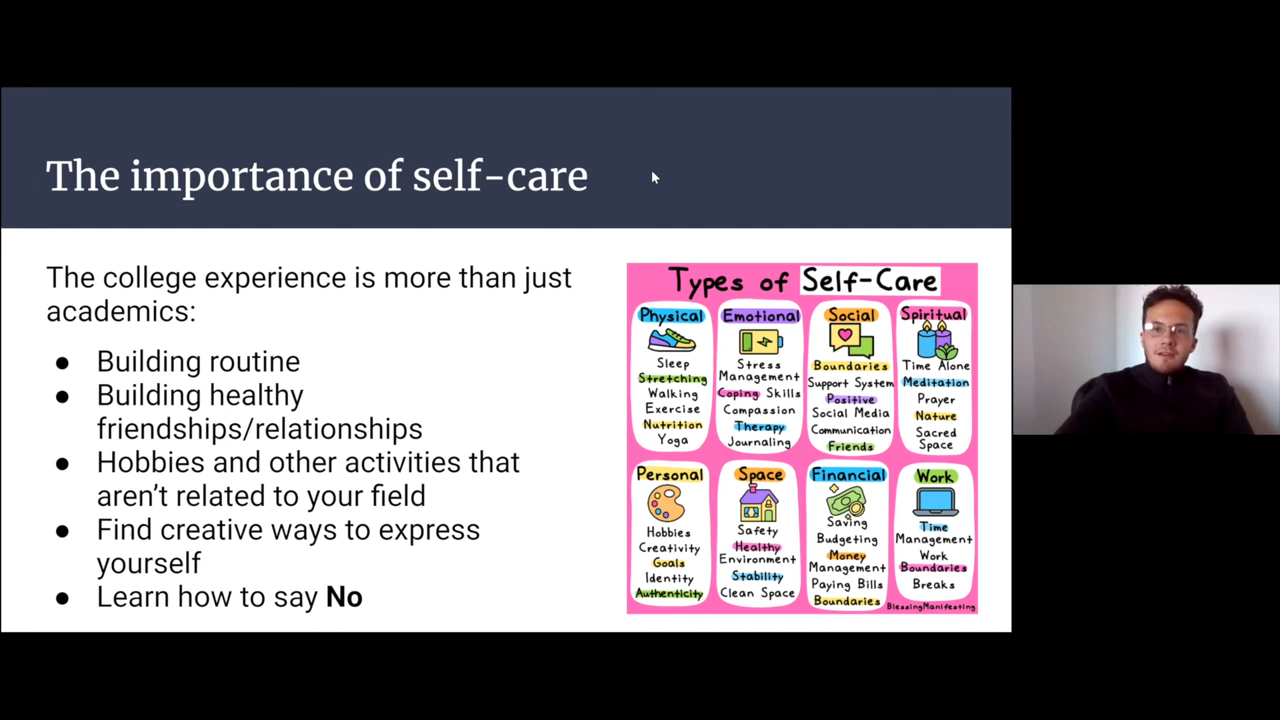 The importance of self-care
The college experience is more than just
academics:
● Building routine
● Building healthy
friendships/relationships
● Hobbies and other activities that
aren't related to your field
● Find creative ways to express
yourself
● Learn how to say No
Types of Self-Care
Physical
Sleep
Stretching
Walking
Exercise
Nutrition
Yoga
Emotional
Stress
Management
Coping Skills
Compassion
Therapy
Journaling
Social
Boundaries
Support System
Positive
Social Media
Communication
Friends
Spiritual
Time Alone
Meditation
Prayer
Nature
Sacred
Space
Personal
Hobbies
Creativity
Goals
Identity
Authenticity
Space
Safety
Healthy
Environment
Stability
Clean Space
Financial
Saving
Budgeting
Money
Management
Paying Bills
Boundaries
Work
Time
Management
Work
Boundaries
Breaks
BlessingManifesting